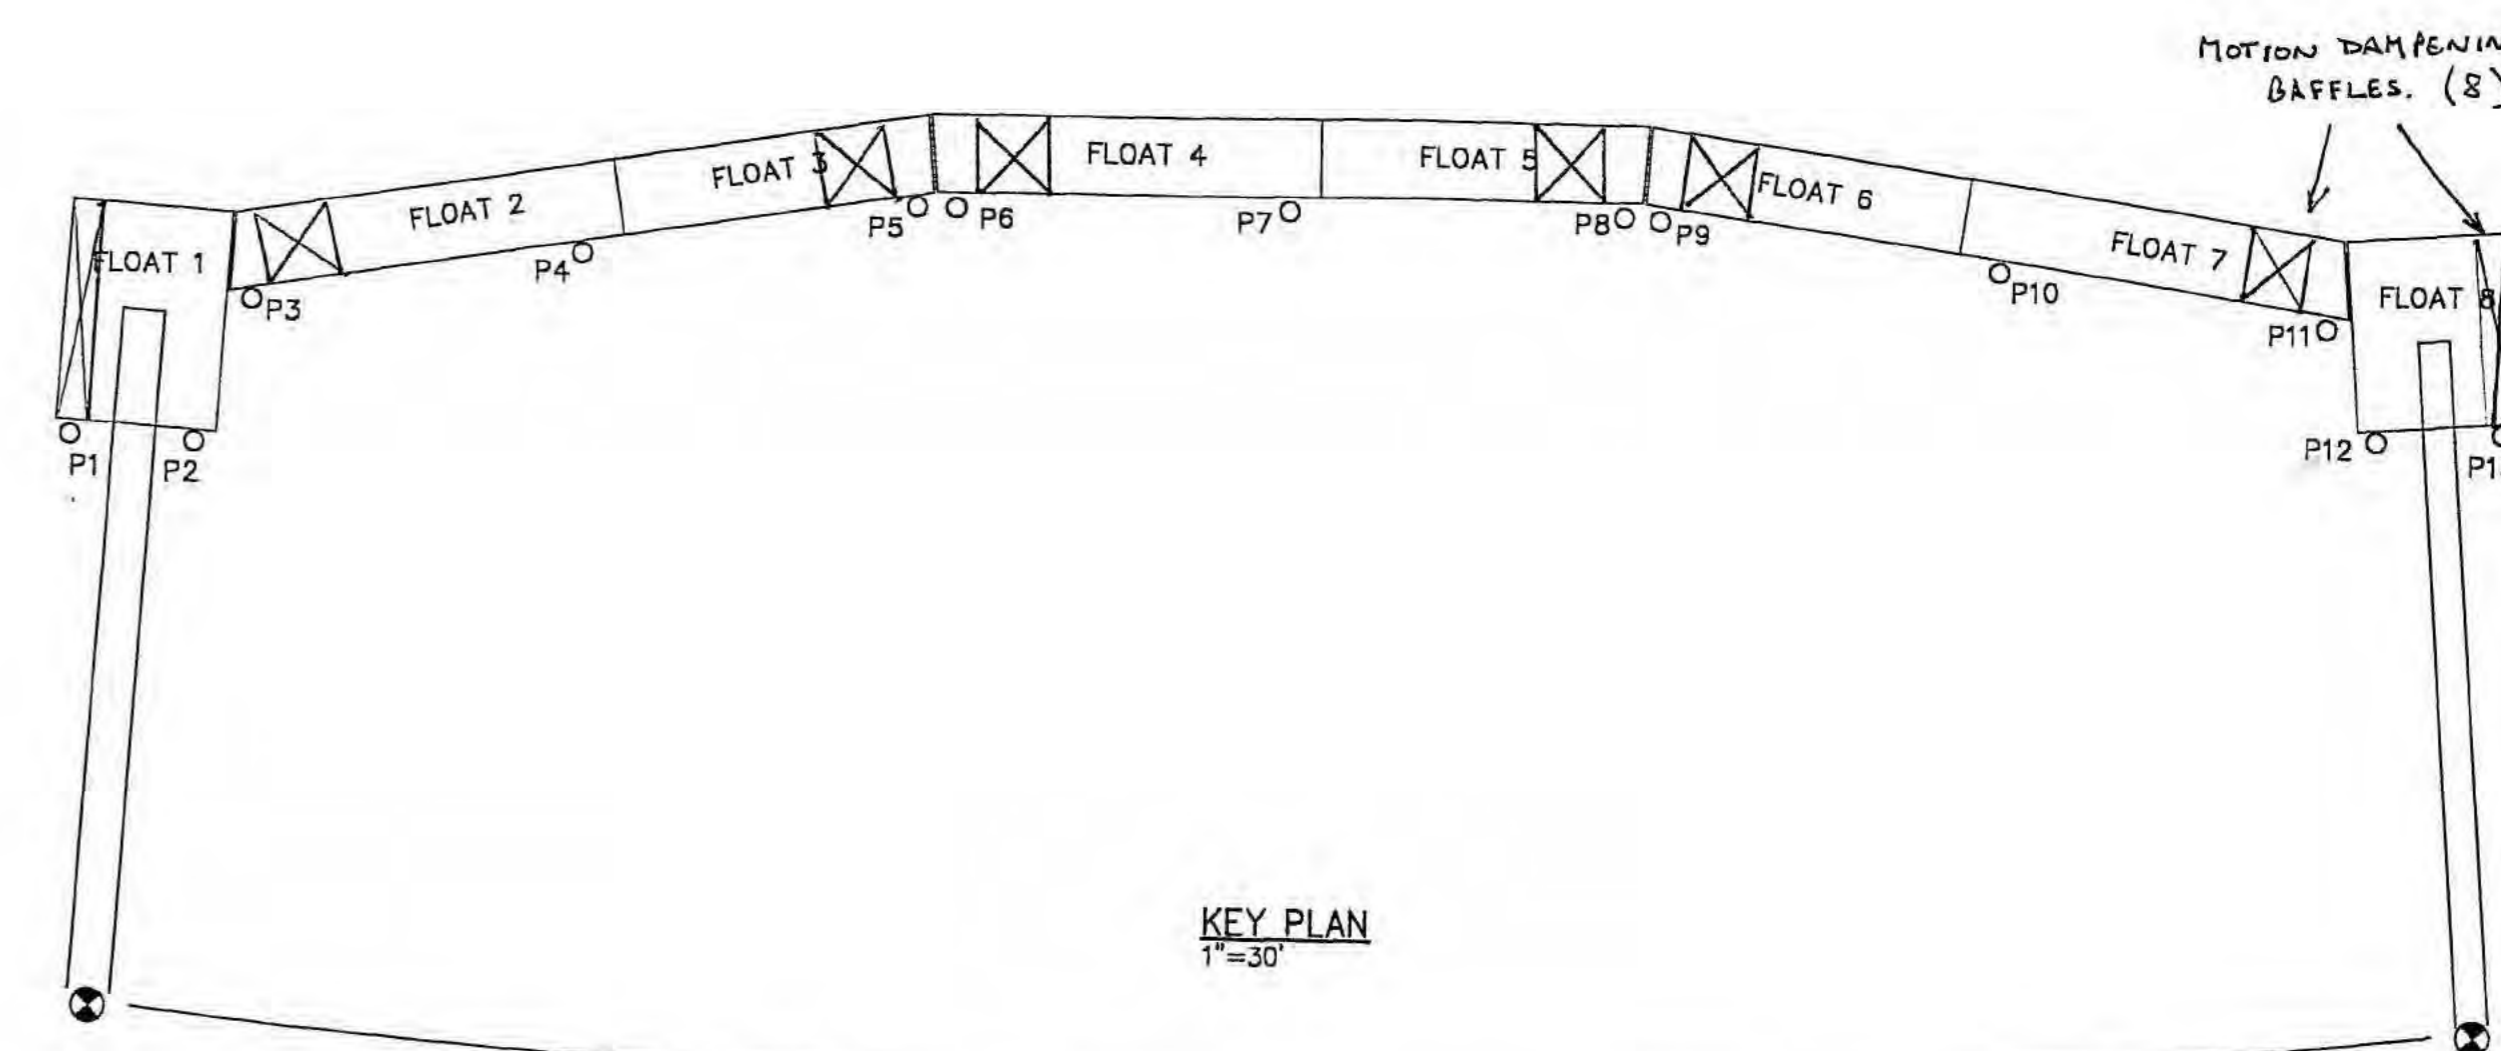 MOTION DAMPENIN
BAFFLES. (8)
FLOAT 1
FLOAT 2
FLOAT 3
FLOAT 4
FLOAT 5
FLOAT 6
FLOAT 7
FLOAT 8
P1
P2
P3
P4
P5
P6
P7
P8
P9
P10
P11
P12
KEY PLAN
1"=30'